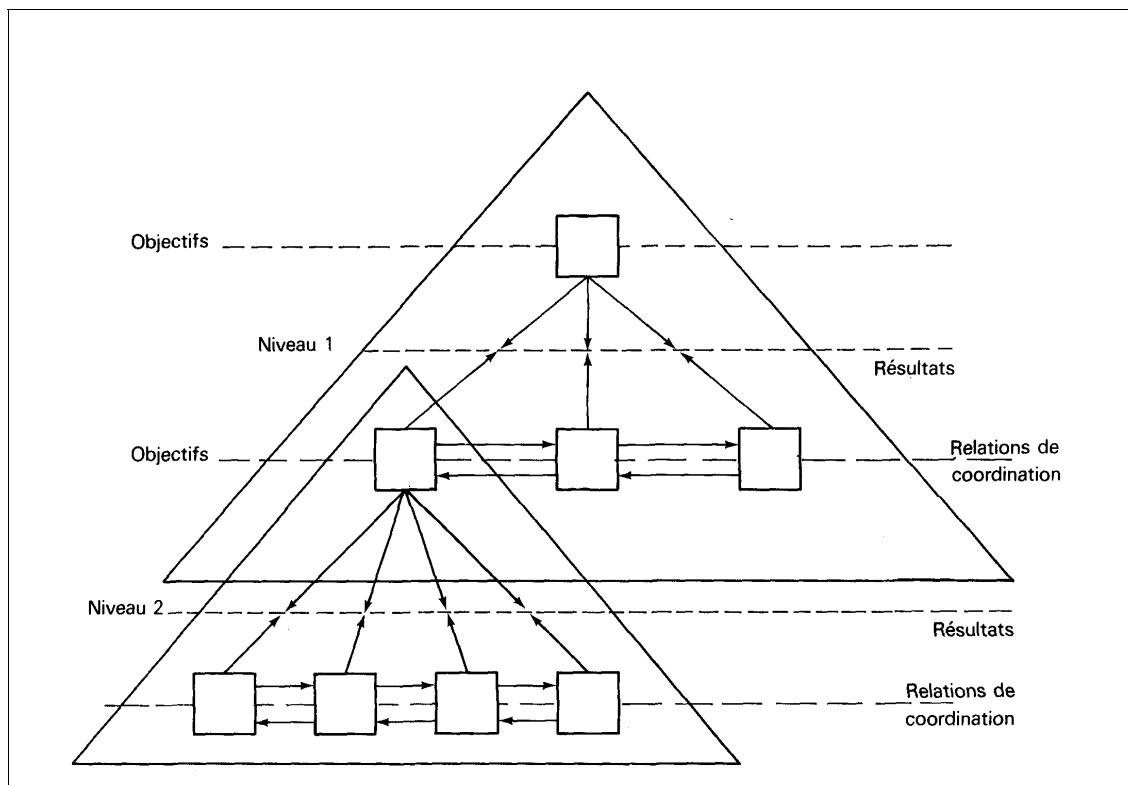 Objectifs
Niveau 1
Résultats
Objectifs
Relations de
coordination
Niveau 2
Résultats
Relations de
coordination